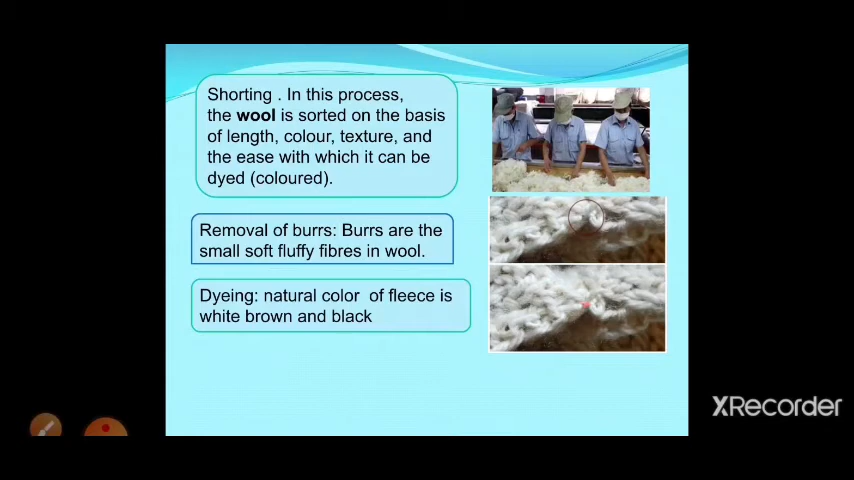 Shorting . In this process,
the wool is sorted on the basis
of length, colour, texture, and
the ease with which it can be
dyed (coloured).
Removal of burrs: Burrs are the
small soft fluffy fibres in wool.
Dyeing: natural color of fleece is
white brown and black
XRecorder